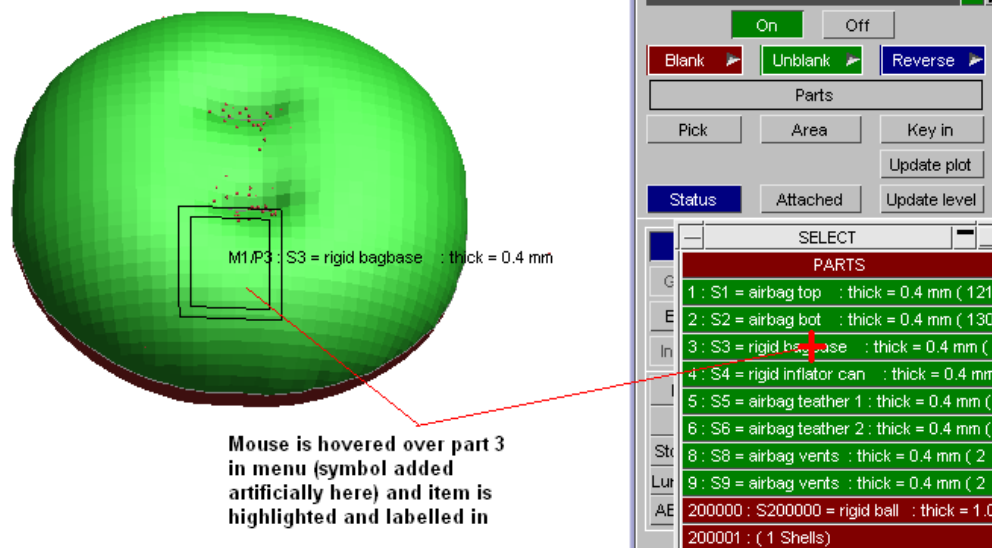 On Off
Blank Unblank Reverse
Parts
Pick Area Key in
Update plot
Status Attached Update level
SELECT
PARTS
1 : S1 = airbag top : thick = 0.4 mm ( 121
2 : S2 = airbag bot : thick = 0.4 mm ( 130
3 : S3 = rigid bagbase : thick = 0.4 mm (
4 : S4 = rigid inflator can : thick = 0.4 mm
5 : S5 = airbag teather 1 : thick = 0.4 mm (
6 : S6 = airbag teather 2 : thick = 0.4 mm (
8 : S8 = airbag vents : thick = 0.4 mm ( 2
9 : S9 = airbag vents : thick = 0.4 mm ( 2
200000 : S200000 = rigid ball : thick = 1.0
200001 : ( 1 Shells)
M1/P3 : S3 = rigid bagbase : thick = 0.4 mm
Mouse is hovered over part 3
in menu (symbol added
artificially here) and item is
highlighted and labelled in